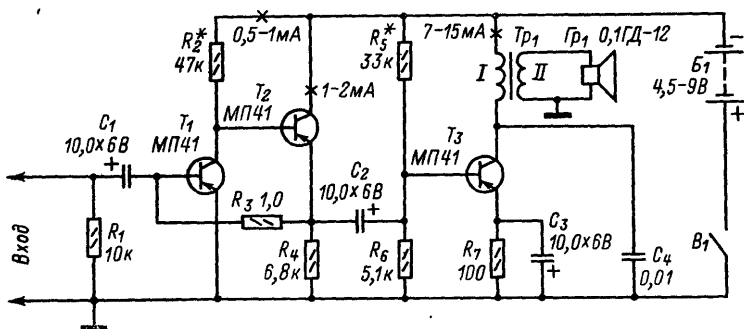 R2*
47к
0,5-1мА
T2
МП41
1-2мА
R5*
33к
7-15мА
Тр1
I
II
Гр1
0,1ГД-12
Б1
4,5-9В
−
+
C1
10,0×6В
+
T1
МП41
R3 1,0
C2
10,0×6В
+
T3
МП41
Вход
R1
10к
R4
6,8к
R6
5,1к
R7
100
C3
10,0×6В
+
C4
0,01
В1